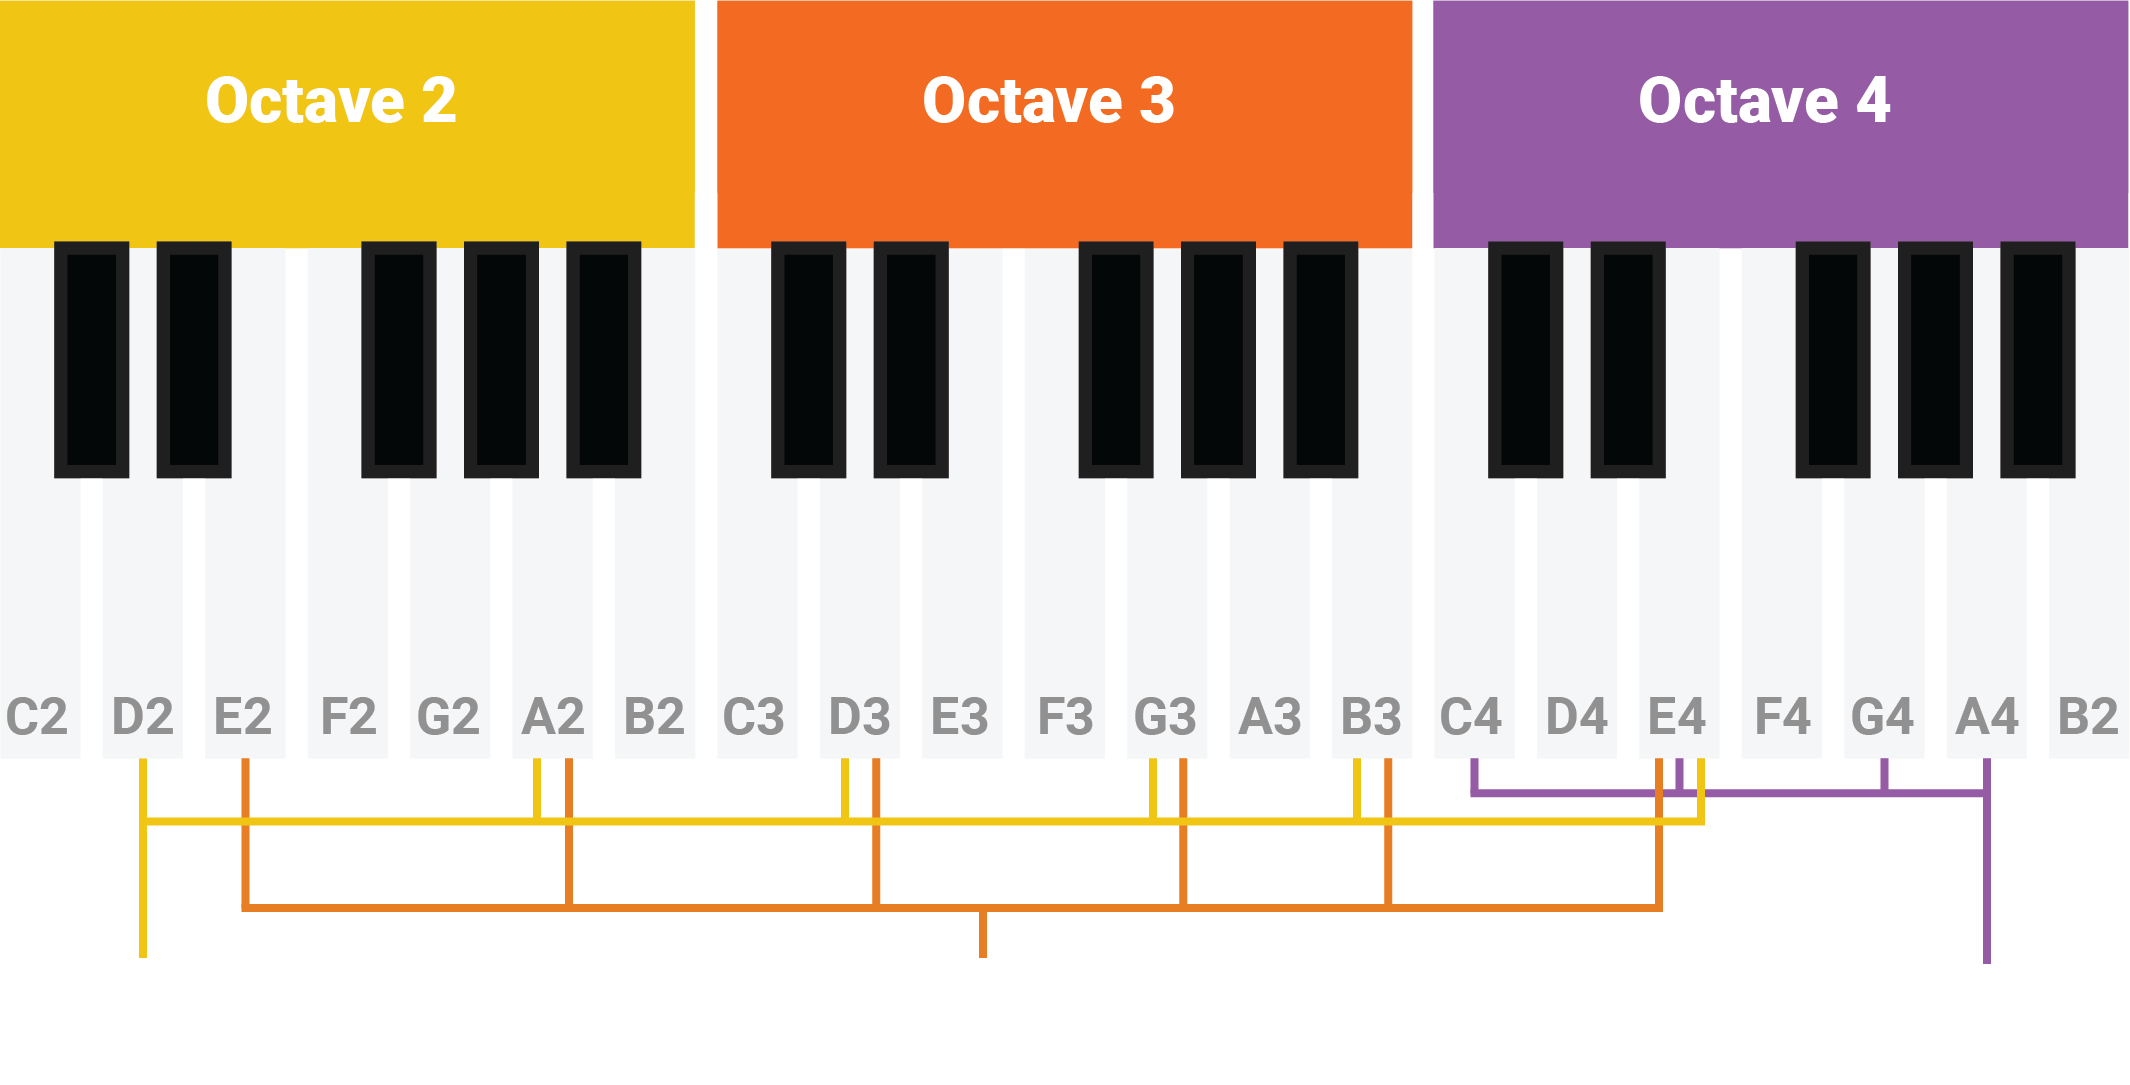 Octave 2 Octave 3 Octave 4
C2 D2 E2 F2 G2 A2 B2 C3 D3 E3 F3 G3 A3 B3 C4 D4 E4 F4 G4 A4 B2